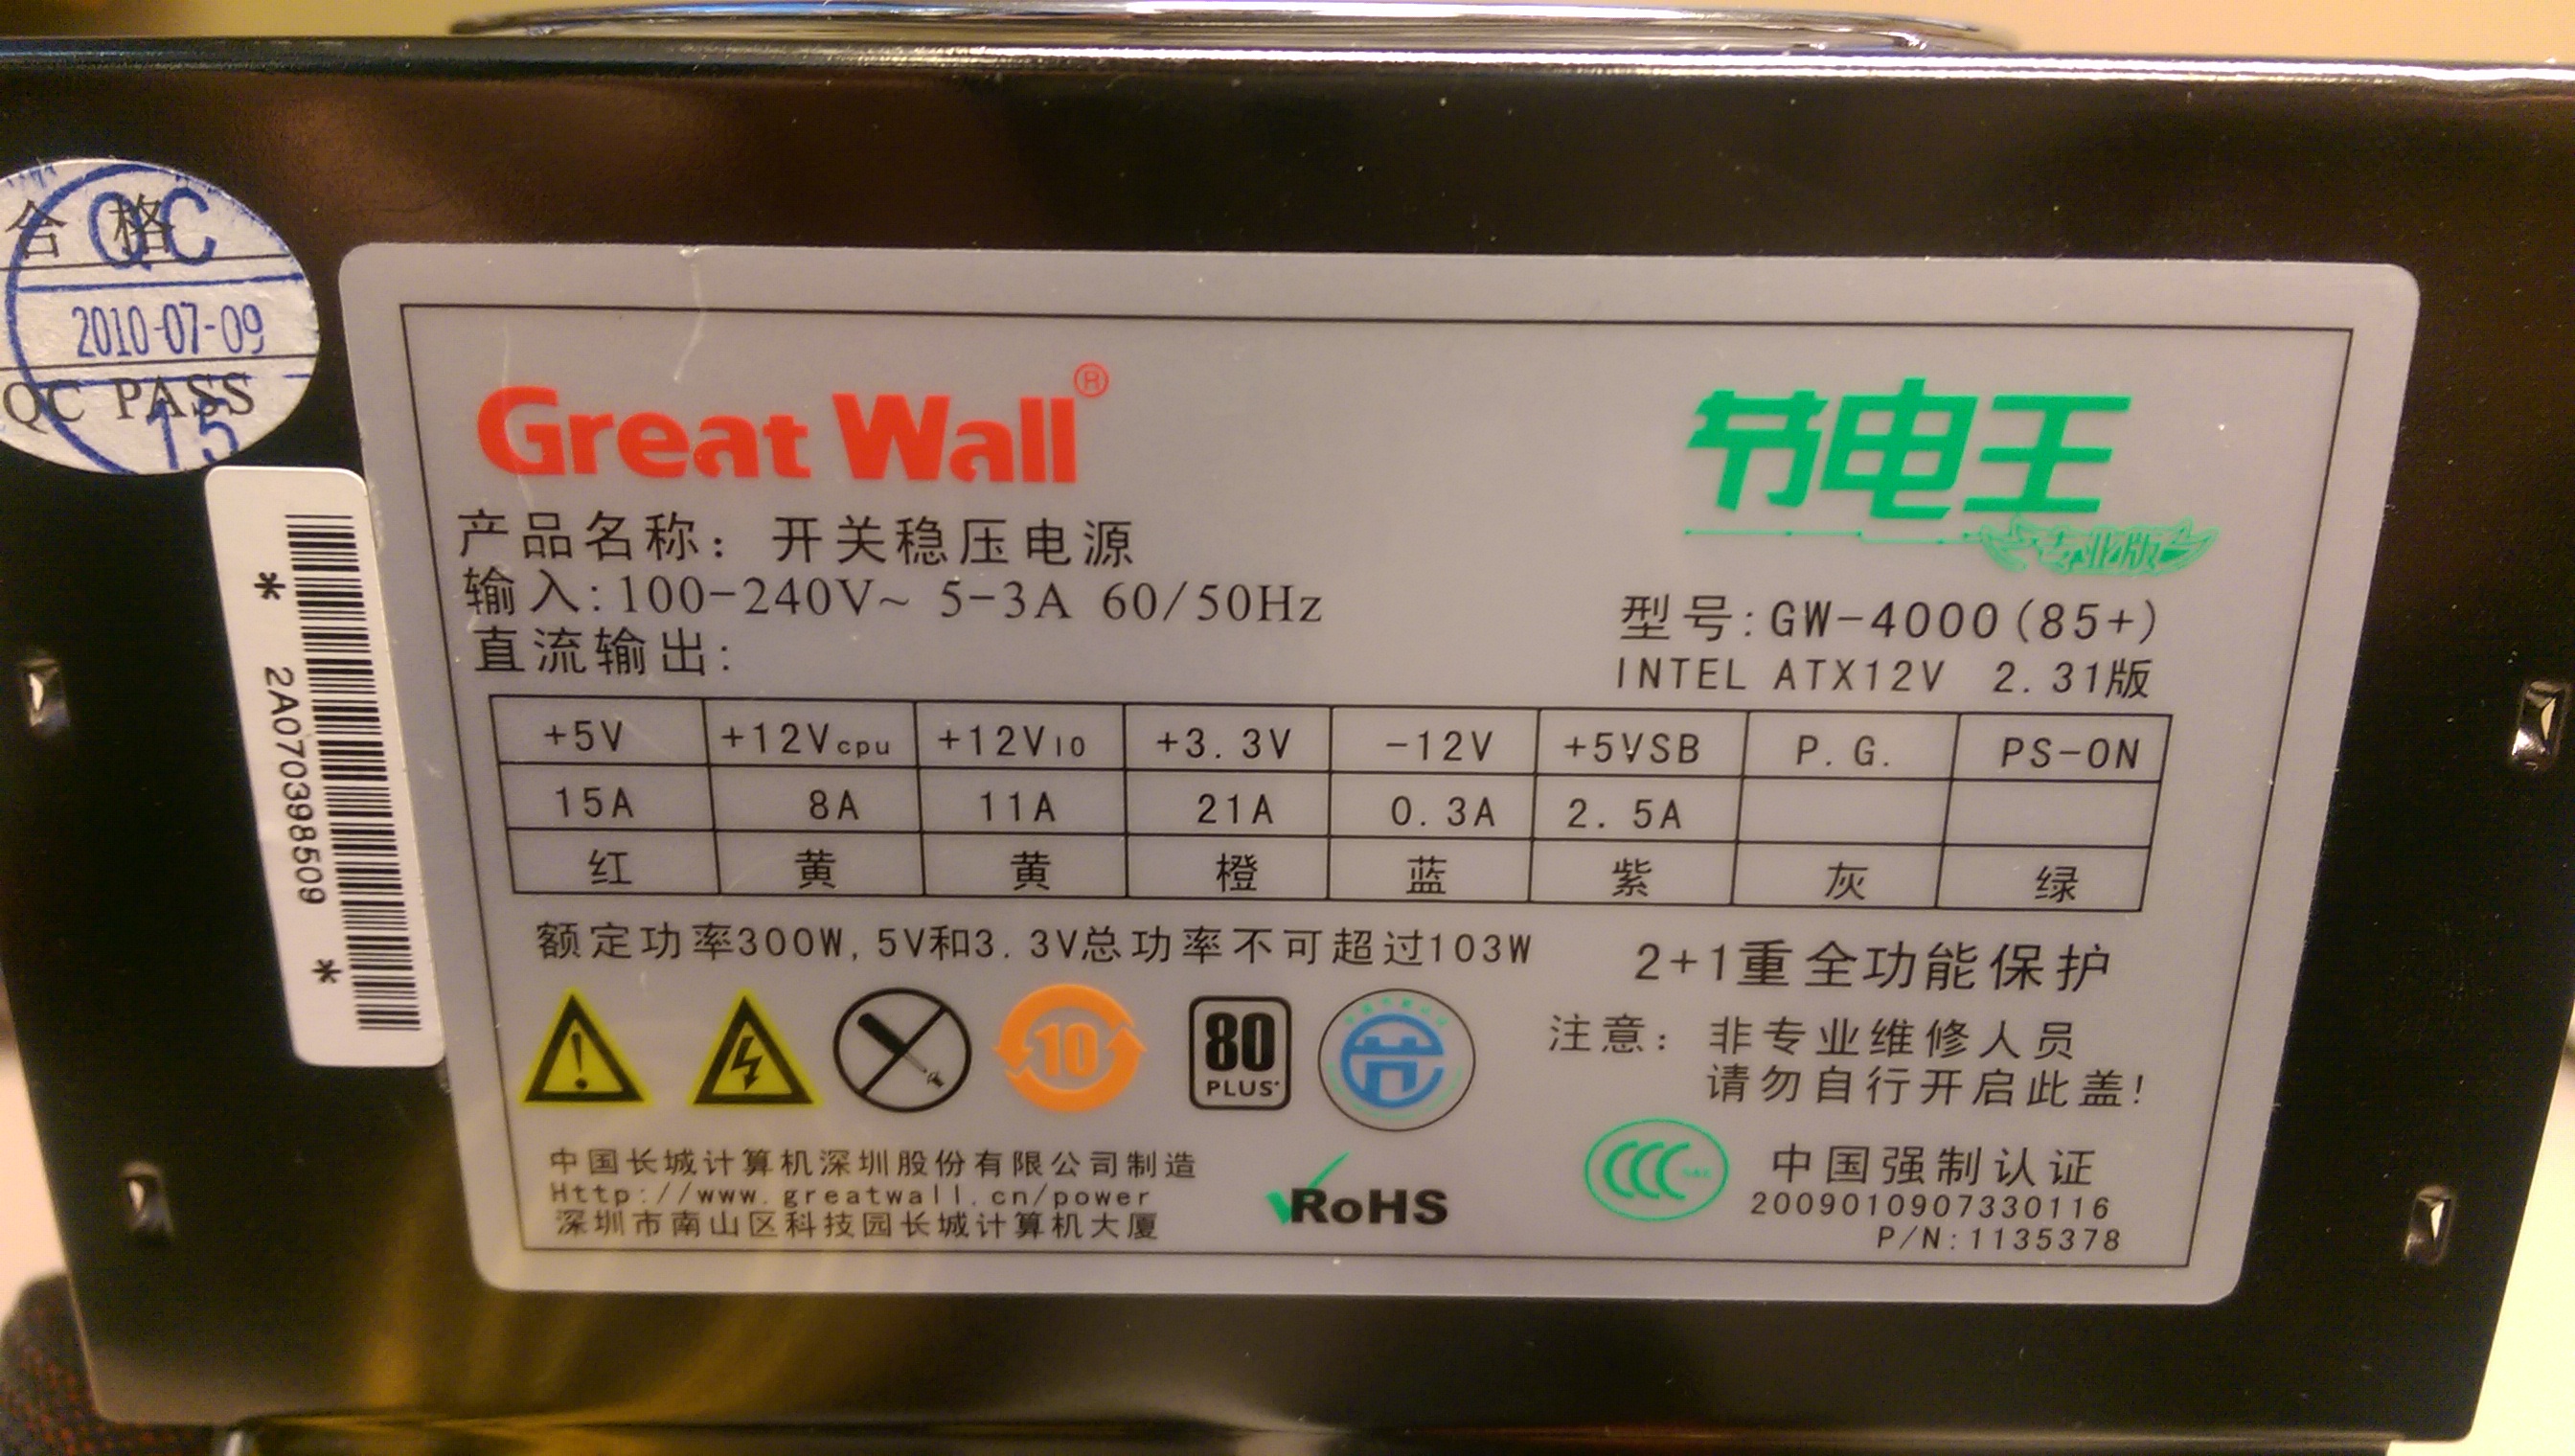 合格
QC
2010-07-09
QC PASS
15
* 2A070398509 *
Great Wall®
节电王
专业版
产品名称: 开关稳压电源
输入:100-240V~ 5-3A 60/50Hz
直流输出:
型号:GW-4000(85+)
INTEL ATX12V 2.31版
+5V +12Vcpu +12VIO +3.3V -12V +5VSB P.G. PS-ON
15A 8A 11A 21A 0.3A 2.5A
红 黄 黄 橙 蓝 紫 灰 绿
额定功率300W,5V和3.3V总功率不可超过103W
2+1重全功能保护
注意: 非专业维修人员
请勿自行开启此盖!
10
80
PLUS
节
中国长城计算机深圳股份有限公司制造
Http://www.greatwall.cn/power
深圳市南山区科技园长城计算机大厦
RoHS
CCC
中国强制认证
2009010907330116
P/N:1135378